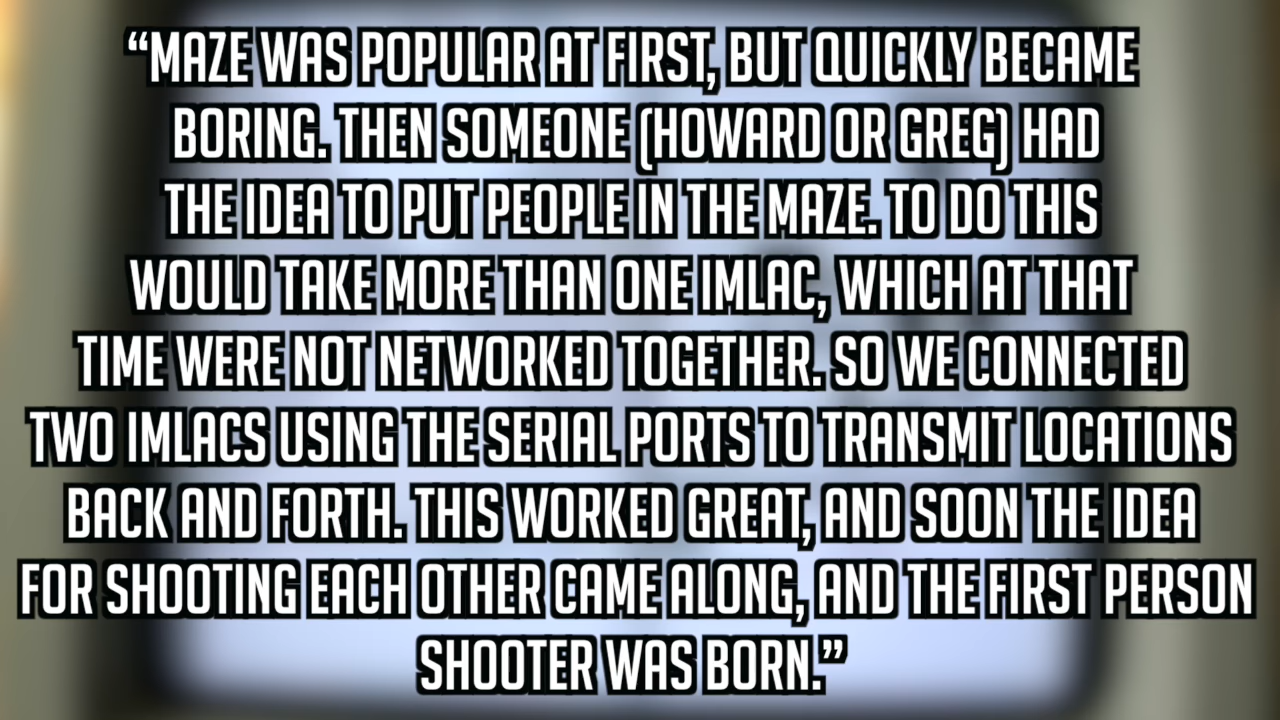 “MAZE WAS POPULAR AT FIRST, BUT QUICKLY BECAME
BORING. THEN SOMEONE (HOWARD OR GREG) HAD
THE IDEA TO PUT PEOPLE IN THE MAZE. TO DO THIS
WOULD TAKE MORE THAN ONE IMLAC, WHICH AT THAT
TIME WERE NOT NETWORKED TOGETHER. SO WE CONNECTED
TWO IMLACS USING THE SERIAL PORTS TO TRANSMIT LOCATIONS
BACK AND FORTH. THIS WORKED GREAT, AND SOON THE IDEA
FOR SHOOTING EACH OTHER CAME ALONG, AND THE FIRST PERSON
SHOOTER WAS BORN.”